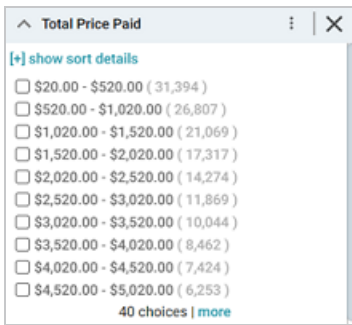 Total Price Paid
[+] show sort details
$20.00 - $520.00 ( 31,394 )
$520.00 - $1,020.00 ( 26,807 )
$1,020.00 - $1,520.00 ( 21,069 )
$1,520.00 - $2,020.00 ( 17,317 )
$2,020.00 - $2,520.00 ( 14,274 )
$2,520.00 - $3,020.00 ( 11,869 )
$3,020.00 - $3,520.00 ( 10,044 )
$3,520.00 - $4,020.00 ( 8,462 )
$4,020.00 - $4,520.00 ( 7,424 )
$4,520.00 - $5,020.00 ( 6,253 )
40 choices | more